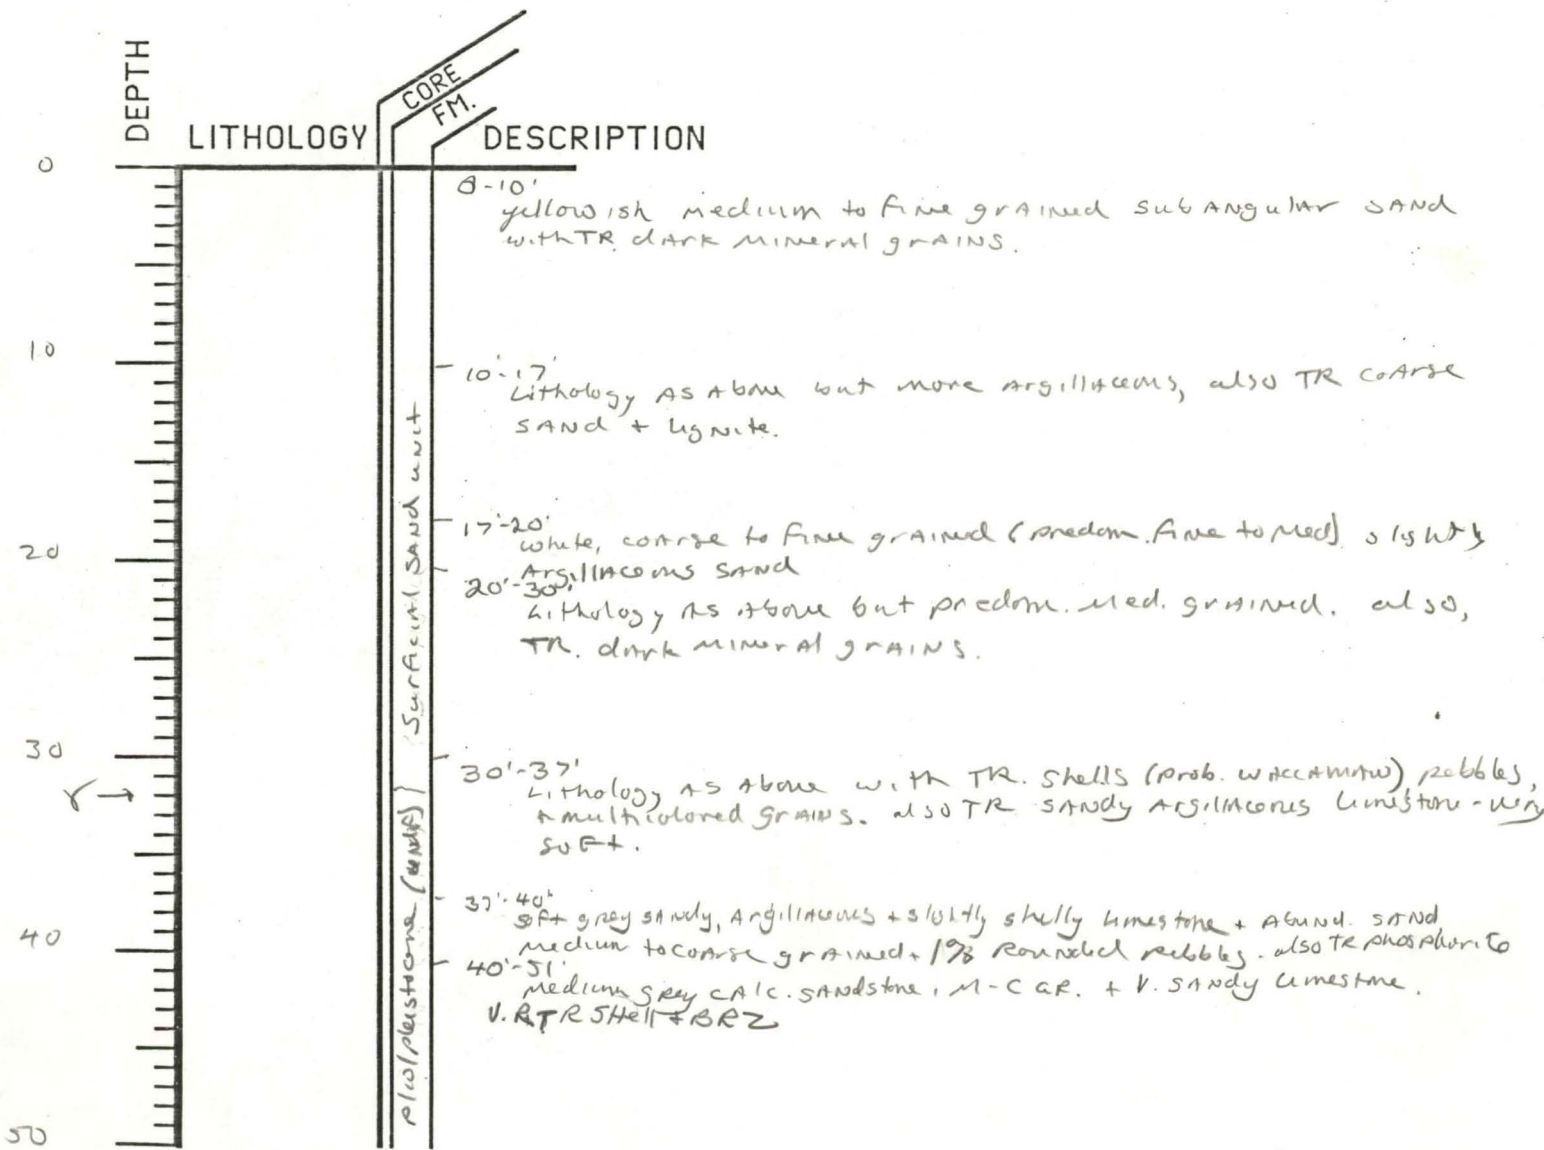 DEPTH
LITHOLOGY
CORE
FM.
DESCRIPTION
0
0-10'
yellowish medium to fine grained subangular SAND
with TR. dark mineral grains.
10
10'-17'
Lithology as above but more argillaceous, also TR coarse
sand + lignite.
17'-20'
white, coarse to fine grained (predom. fine to med) slightly
argillaceous sand
20
20'-30'
Lithology as above but predom. med. grained. also,
TR. dark mineral grains.
30
30'-37'
Lithology as above with TR. shells (prob. Waccamaw) pebbles,
+ multicolored grains. also TR sandy argillaceous limestone - very
soft.
37'-40'
soft grey sandy, argillaceous + slightly shelly limestone + abund. sand
medium to coarse grained + 1% rounded pebbles. also TR phosphorite
40
40'-51'
medium grey calc. sandstone, M-C GR. + V. sandy limestone.
V.R TR shell + BRZ
50
plio/pleistocene (undif) Surficial sand unit